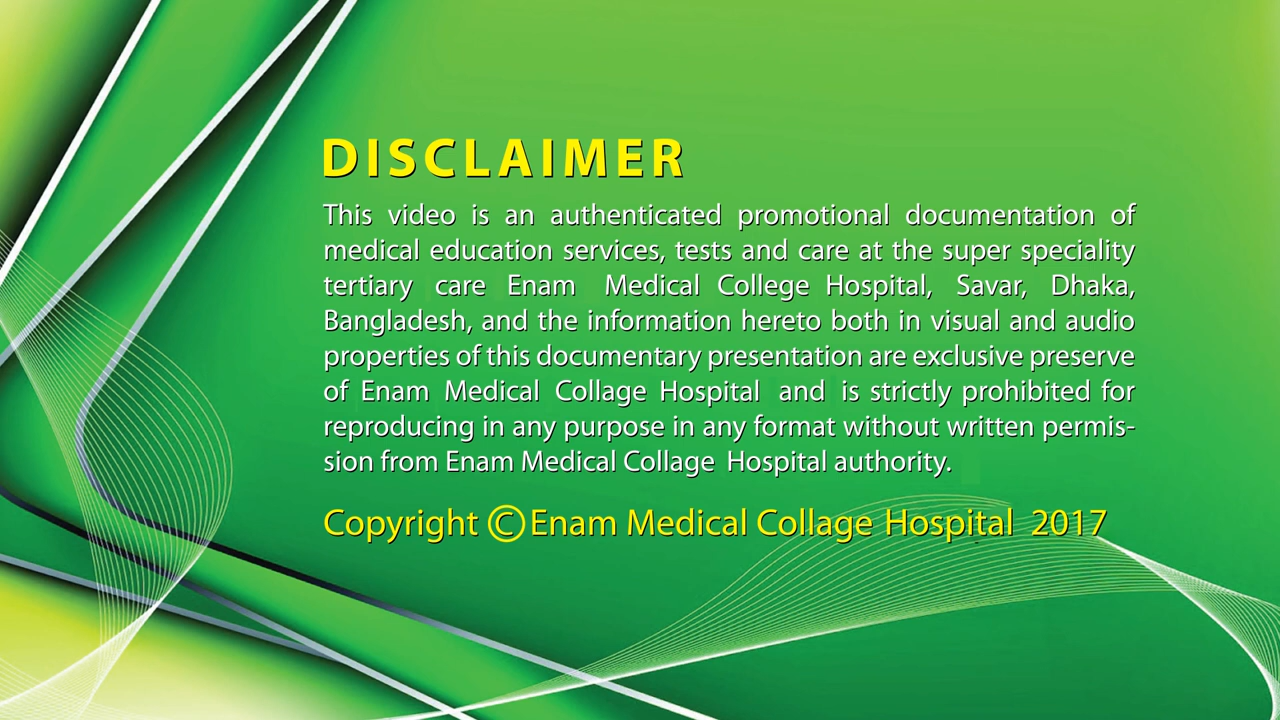 DISCLAIMER
This video is an authenticated promotional documentation of
medical education services, tests and care at the super speciality
tertiary care Enam Medical College Hospital, Savar, Dhaka,
Bangladesh, and the information hereto both in visual and audio
properties of this documentary presentation are exclusive preserve
of Enam Medical Collage Hospital and is strictly prohibited for
reproducing in any purpose in any format without written permis-
sion from Enam Medical Collage Hospital authority.
Copyright © Enam Medical Collage Hospital 2017